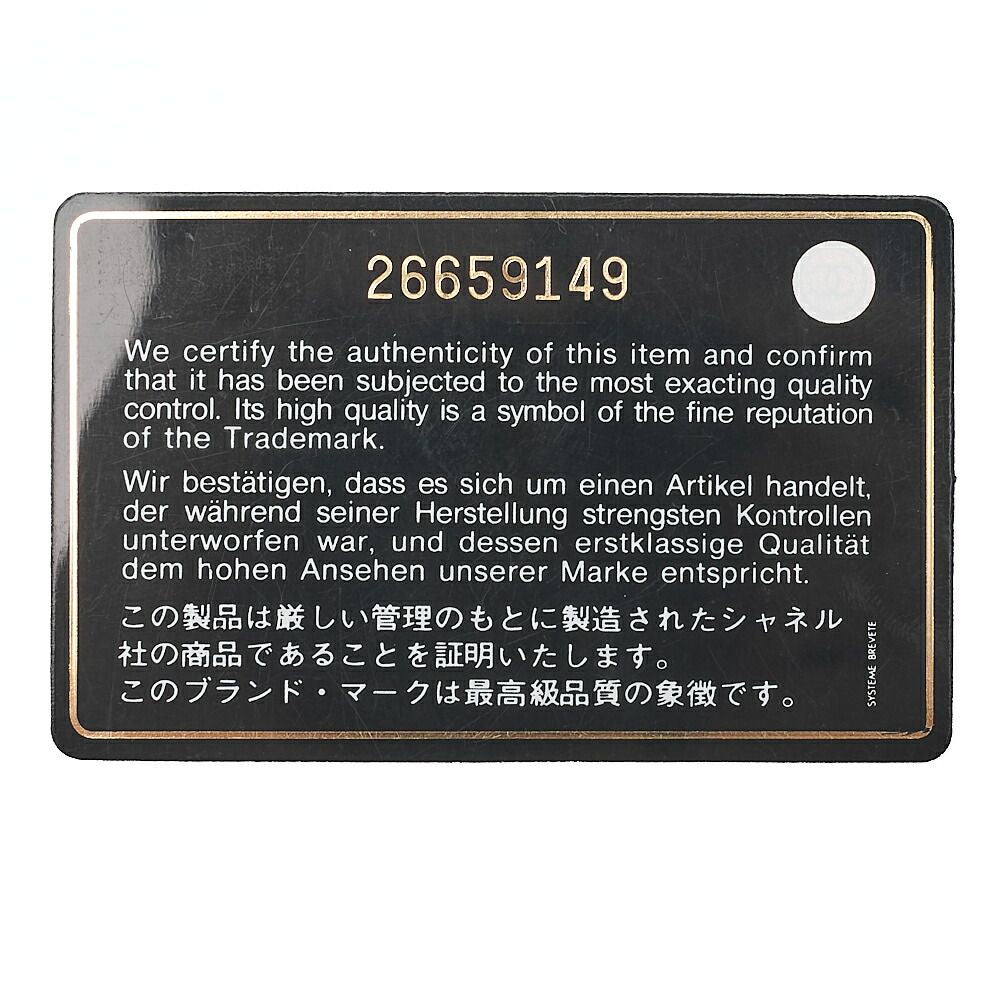 26659149
We certify the authenticity of this item and confirm
that it has been subjected to the most exacting quality
control. Its high quality is a symbol of the fine reputation
of the Trademark.
Wir bestätigen, dass es sich um einen Artikel handelt,
der während seiner Herstellung strengsten Kontrollen
unterworfen war, und dessen erstklassige Qualität
dem hohen Ansehen unserer Marke entspricht.
この製品は厳しい管理のもとに製造されたシャネル
社の商品であることを証明いたします。
このブランド・マークは最高級品質の象徴です。
SYSTEME BREVETE